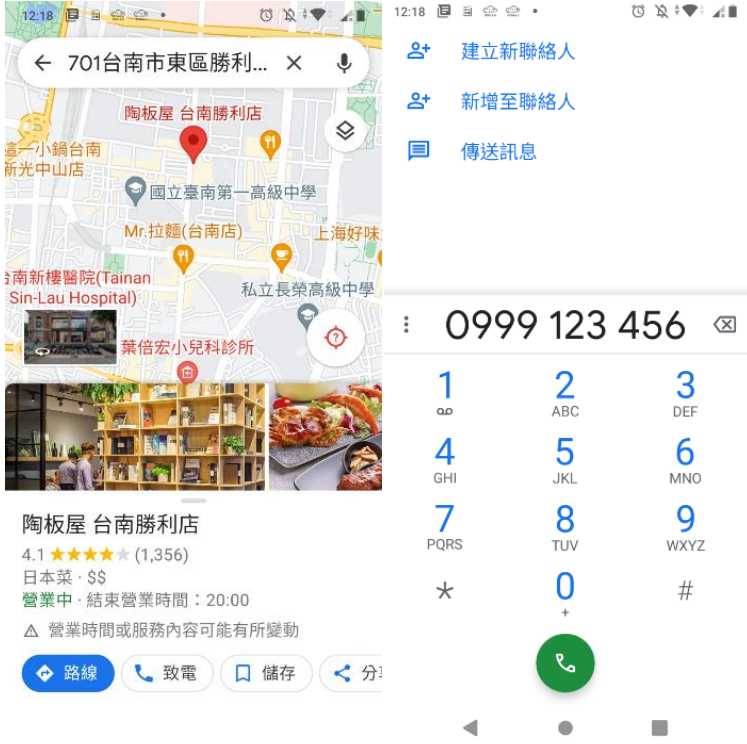 12:18
701台南市東區勝利...
陶板屋 台南勝利店
這一小鍋台南
新光中山店
國立臺南第一高級中學
Mr.拉麵(台南店)
上海好味
台南新樓醫院(Tainan
Sin-Lau Hospital)
私立長榮高級中學
葉倍宏小兒科診所
陶板屋 台南勝利店
4.1 (1,356)
日本菜 · $$
營業中 · 結束營業時間：20:00
營業時間或服務內容可能有所變動
路線 致電 儲存 分享
12:18
建立新聯絡人
新增至聯絡人
傳送訊息
0999 123 456
1 2 3
ABC DEF
4 5 6
GHI JKL MNO
7 8 9
PQRS TUV WXYZ
* 0 #
+